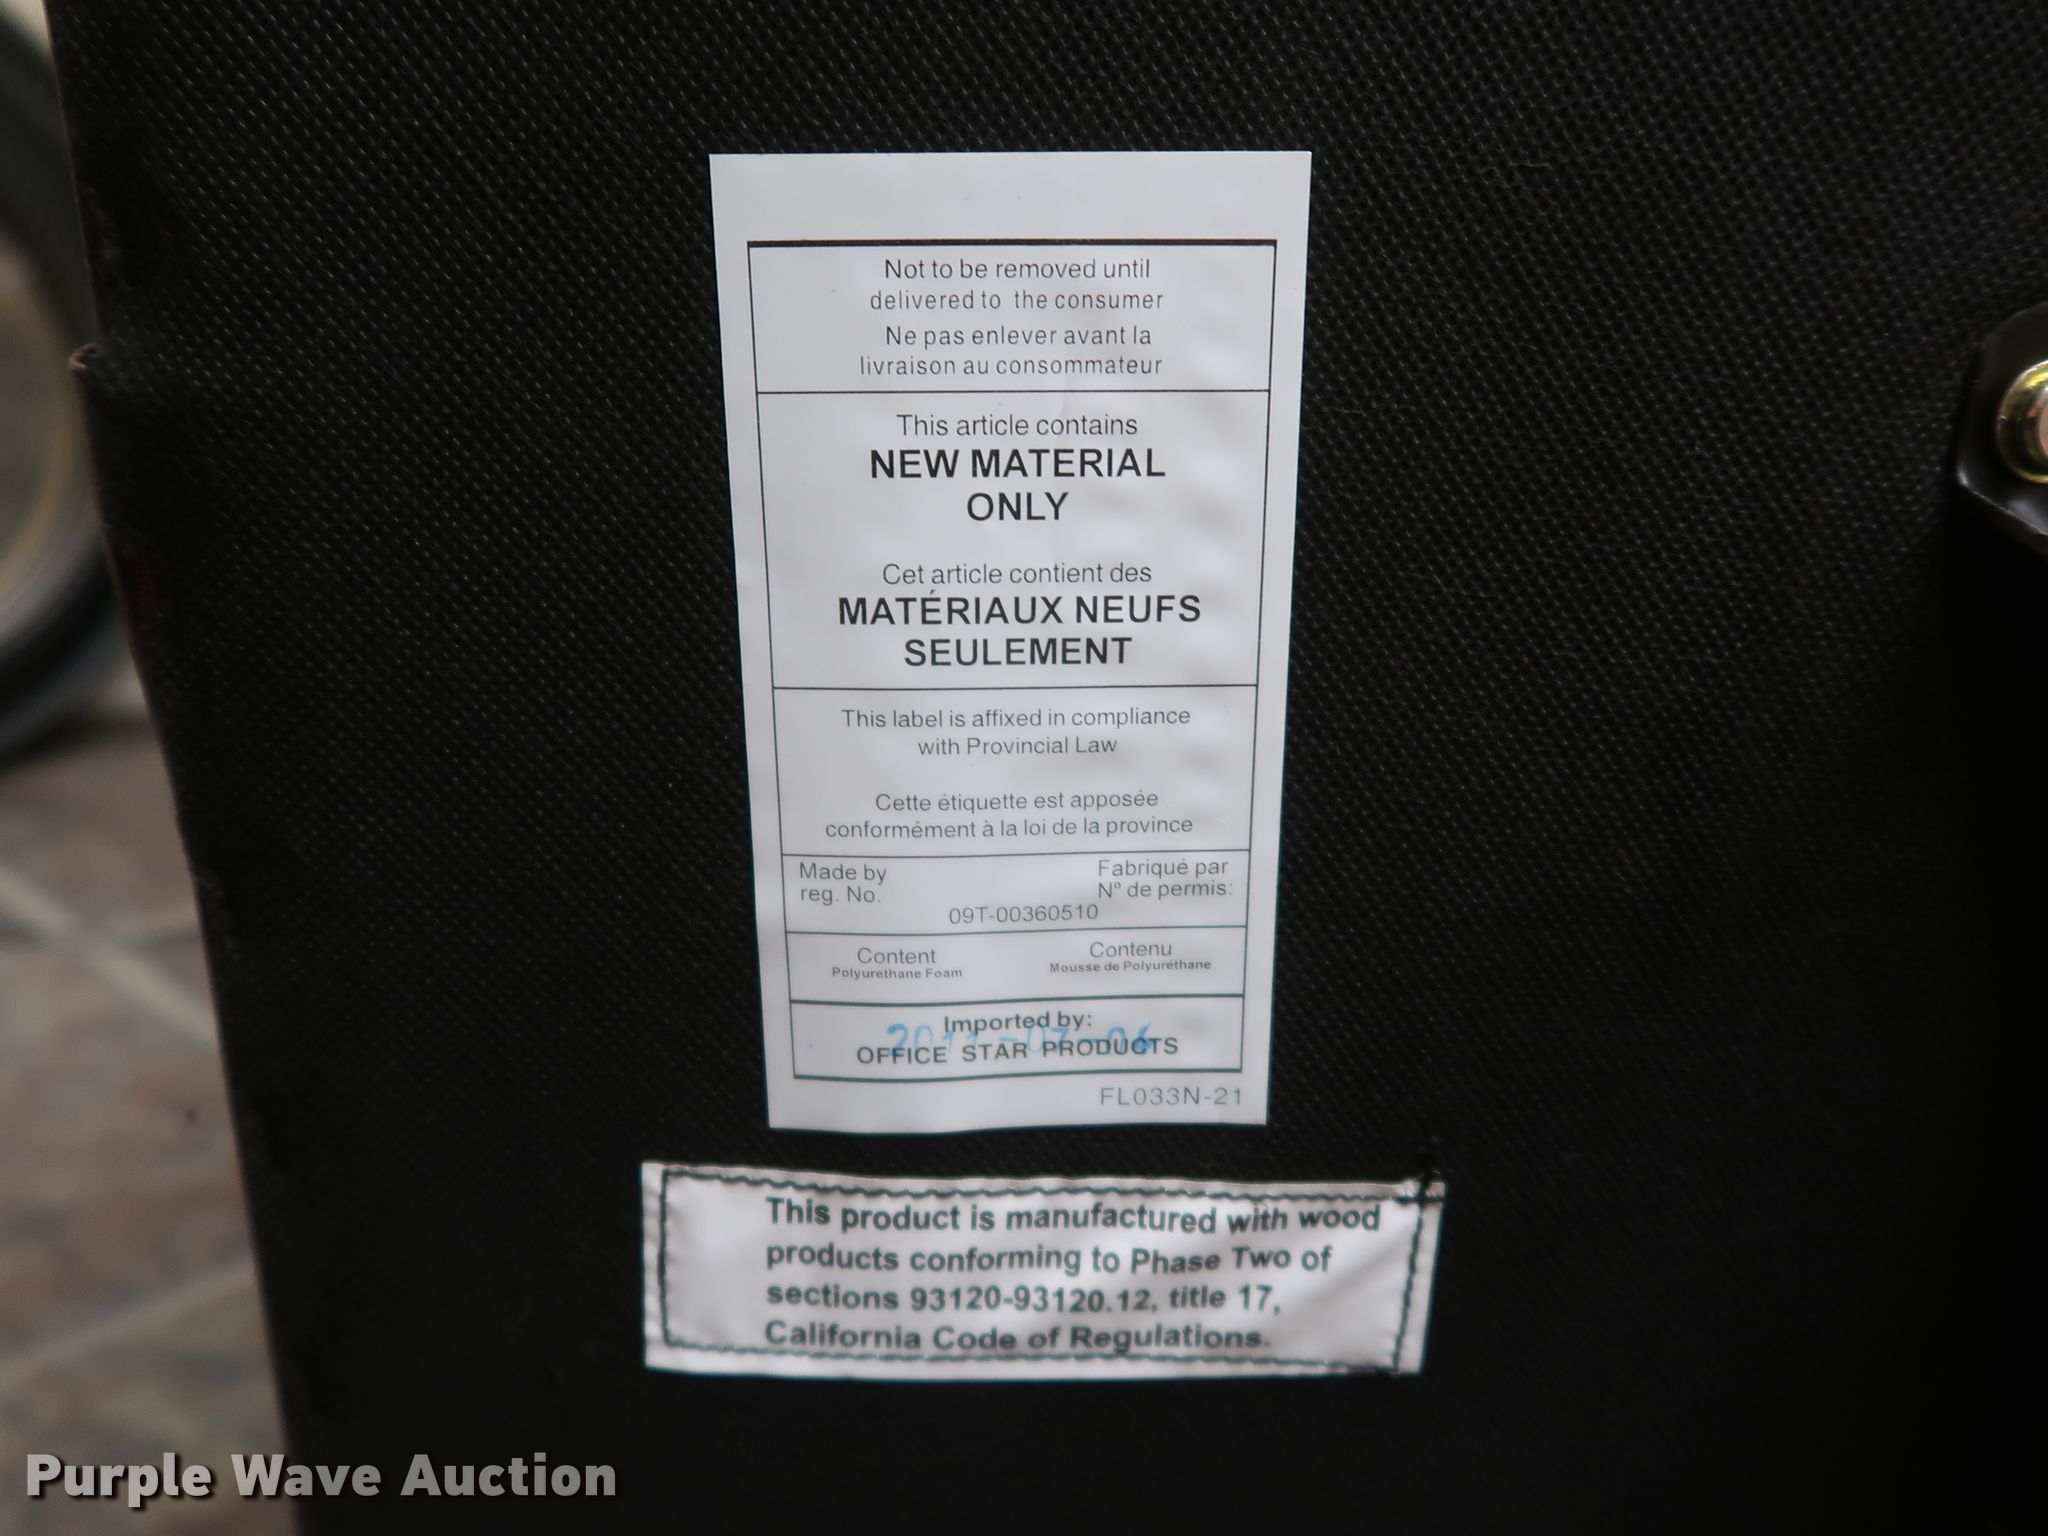 Not to be removed until
delivered to the consumer
Ne pas enlever avant la
livraison au consommateur
This article contains
NEW MATERIAL
ONLY
Cet article contient des
MATÉRIAUX NEUFS
SEULEMENT
This label is affixed in compliance
with Provincial Law
Cette étiquette est apposée
conformément à la loi de la province
Made by
reg. No.
Fabriqué par
Nº de permis:
09T-00360510
Content
Polyurethane Foam
Contenu
Mousse de Polyuréthane
Imported by:
2011-07-06
OFFICE STAR PRODUCTS
FL033N-21
This product is manufactured with wood
products conforming to Phase Two of
sections 93120-93120.12, title 17,
California Code of Regulations.
Purple Wave Auction